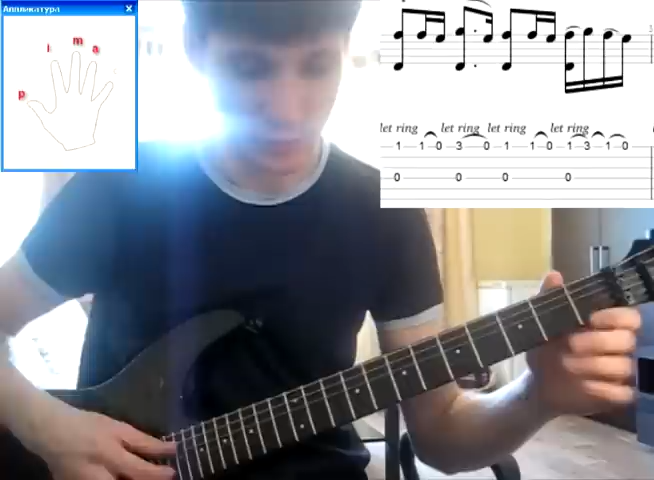 Аппликатура
i m a
p
5
let ring let ring let ring let ring
1 1 0 3 0 1 1 0 1 3 1 0
0 0 0 0